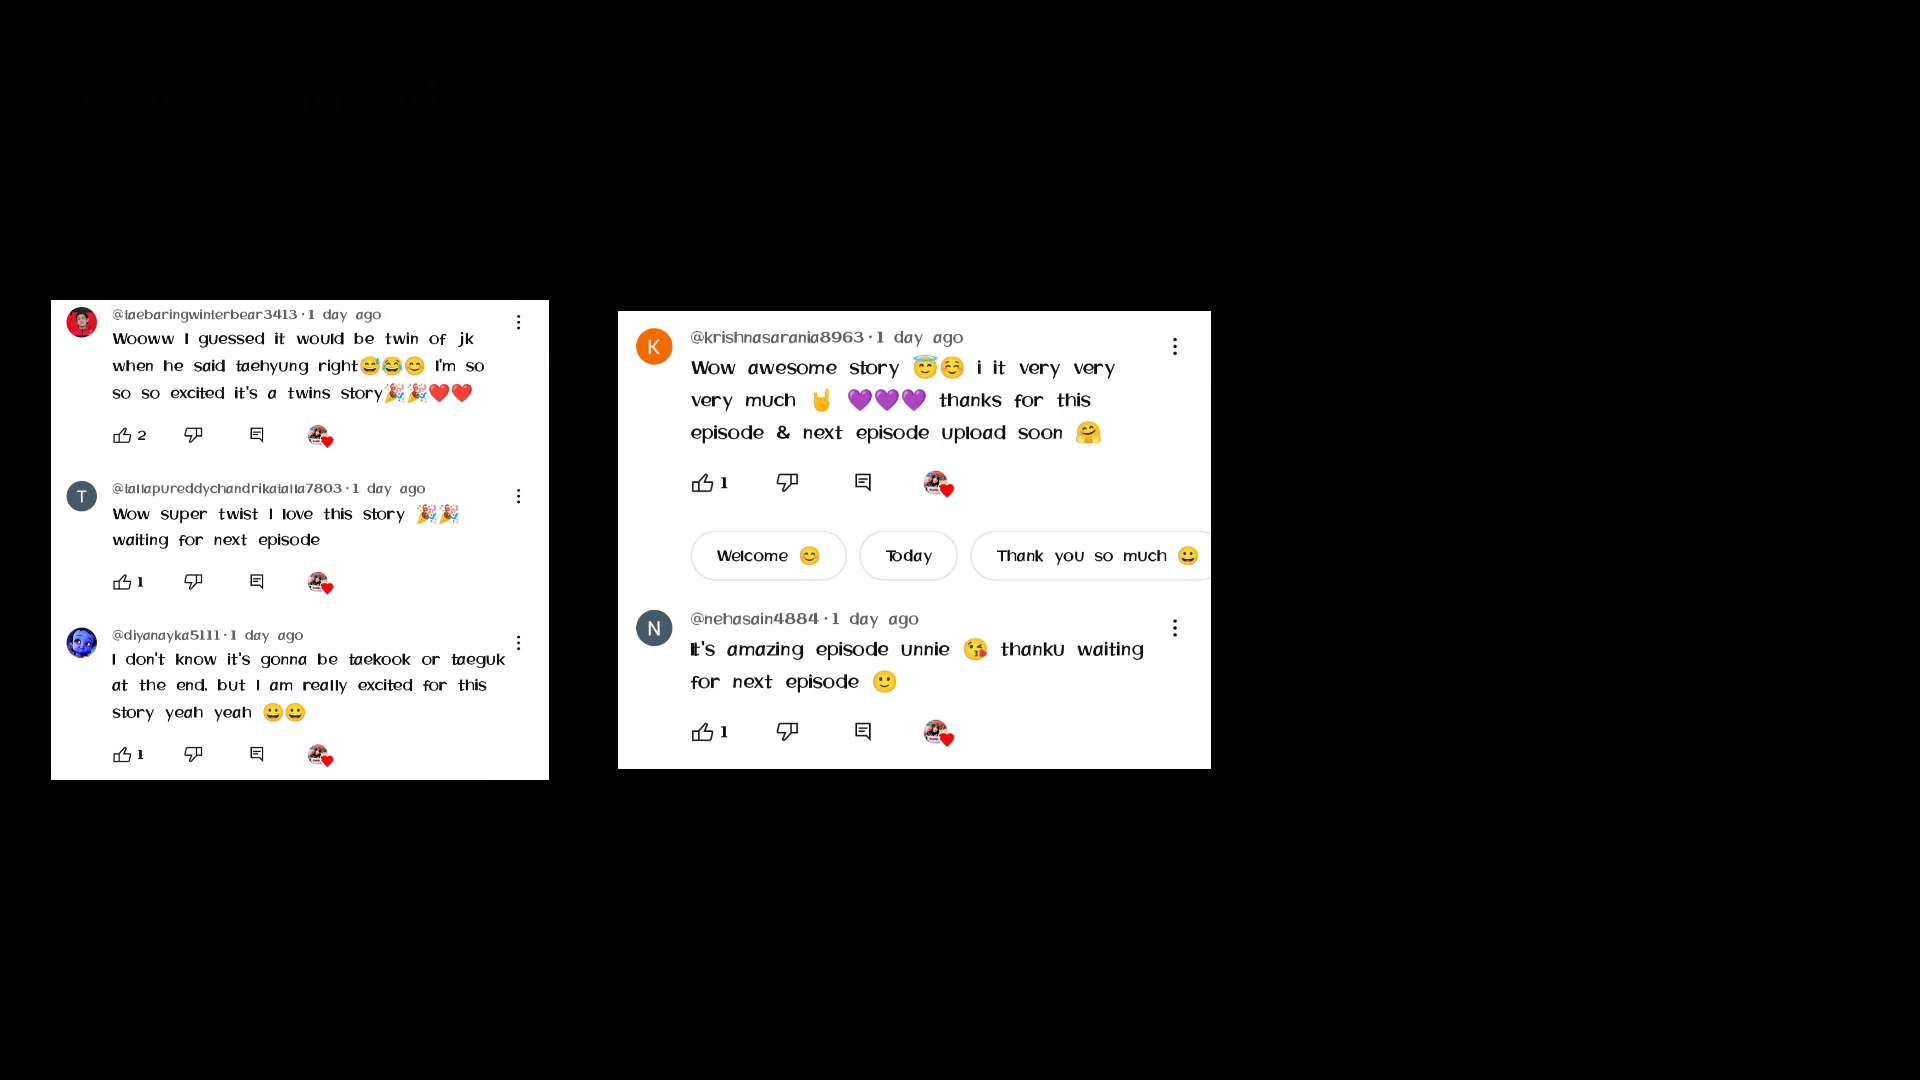 @taebaringwinterbear3413 · 1 day ago
Wooww I guessed it would be twin of jk
when he said taehyung right😅😂😊 I'm so
so so excited it's a twins story🎉🎉❤️❤️
2
T
@tallapureddychandrikatalla7803 · 1 day ago
Wow super twist I love this story 🎉🎉
waiting for next episode
1
@diyanayka5111 · 1 day ago
I don't know it's gonna be taekook or taeguk
at the end. but I am really excited for this
story yeah yeah 😀😀
1
K
@krishnasarania8963 · 1 day ago
Wow awesome story 😇☺️ i it very very
very much 🤘 💜💜💜 thanks for this
episode & next episode upload soon 🤗
1
Welcome 😊
Today
Thank you so much 😀
N
@nehasain4884 · 1 day ago
It's amazing episode unnie 😘 thanku waiting
for next episode 🙂
1